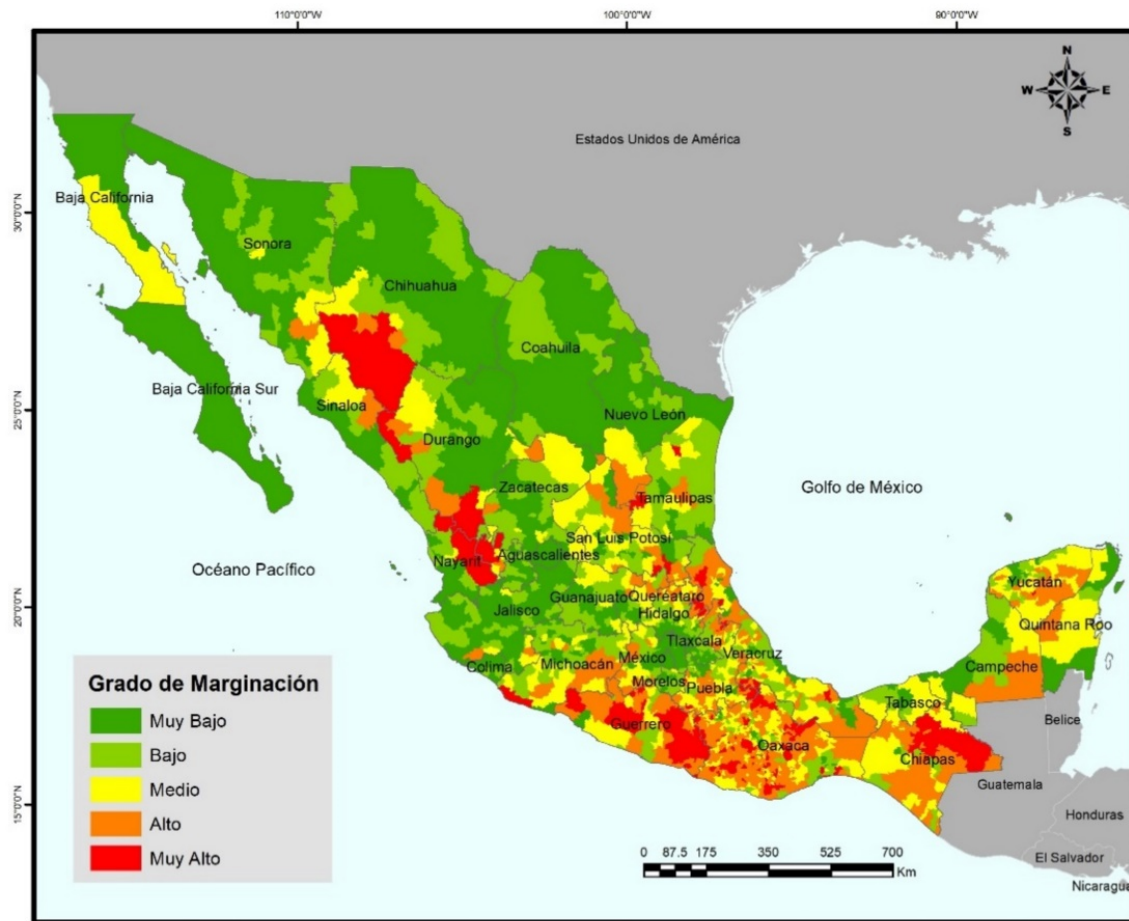 110°0'0"W
100°0'0"W
90°0'0"W
N
W
E
S
Estados Unidos de América
30°0'0"N
Baja California
Sonora
Chihuahua
Coahuila
Baja California Sur
25°0'0"N
Sinaloa
Nuevo León
Durango
Zacatecas
Tamaulipas
Golfo de México
San Luis Potosí
Océano Pacífico
Nayarit
Aguascalientes
Yucatán
20°0'0"N
Guanajuato
Querétaro
Jalisco
Hidalgo
Quintana Roo
Tlaxcala
Colima
Michoacán
México
Veracruz
Campeche
Morelos
Puebla
Tabasco
Guerrero
Belice
Oaxaca
Chiapas
Guatemala
15°0'0"N
Honduras
El Salvador
Nicaragua
Grado de Marginación
Muy Bajo
Bajo
Medio
Alto
Muy Alto
0 87.5 175 350 525 700
Km